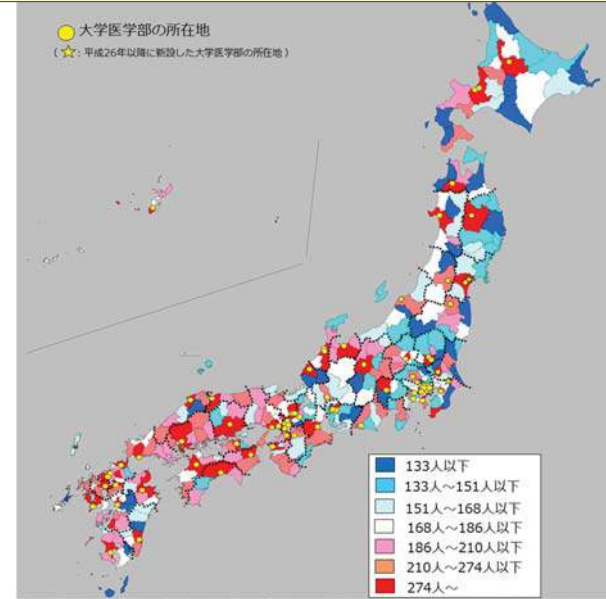 大学医学部の所在地
(☆: 平成26年以降に新設した大学医学部の所在地)
133人以下
133人～151人以下
151人～168人以下
168人～186人以下
186人～210人以下
210人～274人以下
274人～